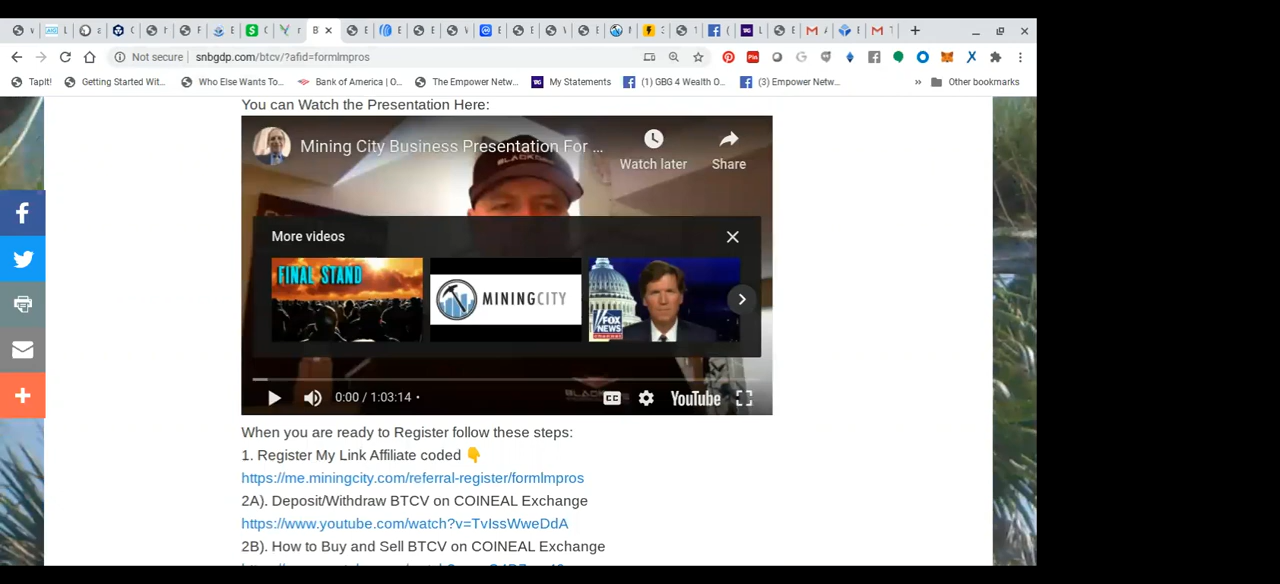 Not secure
snbgdp.com/btcv/?afid=formlmpros
TapIt!
Getting Started Wit...
Who Else Wants To...
Bank of America | O...
The Empower Netw...
My Statements
(1) GBG 4 Wealth O...
(3) Empower Netw...
»
Other bookmarks
You can Watch the Presentation Here:
Mining City Business Presentation For ...
Watch later
Share
More videos
FINAL STAND
MININGCITY
FOX
NEWS
channel
0:00 / 1:03:14 •
CC
YouTube
When you are ready to Register follow these steps:
1. Register My Link Affiliate coded 👇
https://me.miningcity.com/referral-register/formlmpros
2A). Deposit/Withdraw BTCV on COINEAL Exchange
https://www.youtube.com/watch?v=TvIssWweDdA
2B). How to Buy and Sell BTCV on COINEAL Exchange